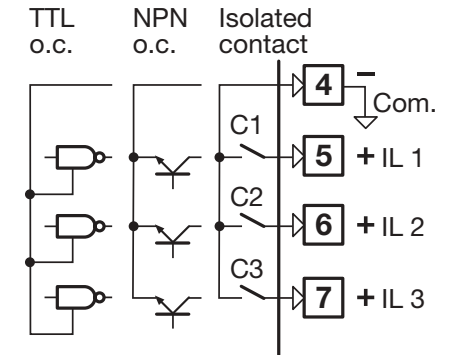 TTL o.c.
NPN o.c.
Isolated contact
4 −
Com.
C1
5 + IL 1
C2
6 + IL 2
C3
7 + IL 3